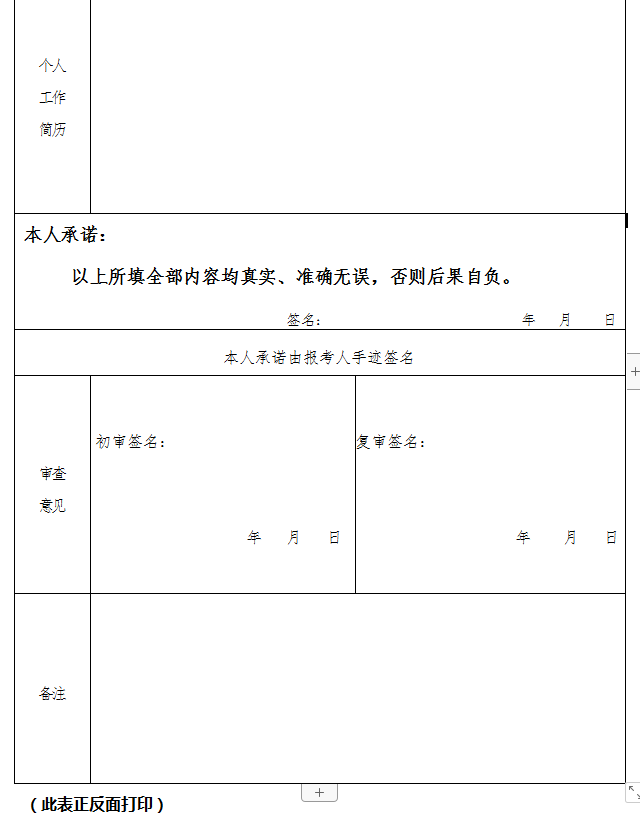 个人
工作
简历
本人承诺：
以上所填全部内容均真实、准确无误，否则后果自负。
签名： 年 月 日
本人承诺由报考人手迹签名
审查
意见
初审签名： 复审签名：
年 月 日 年 月 日
备注
（此表正反面打印）